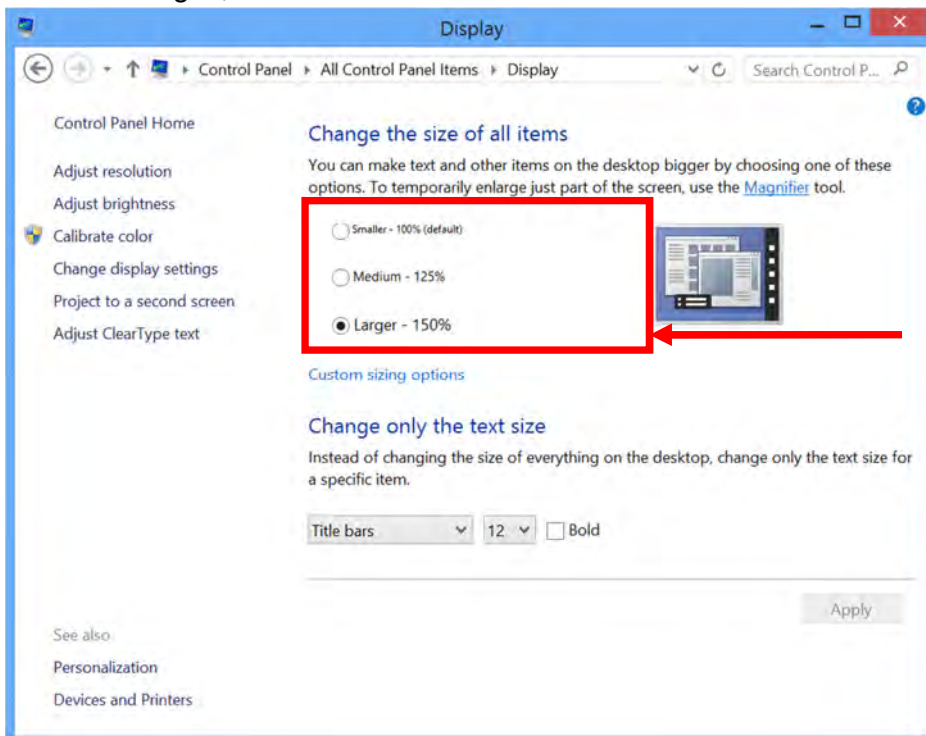 Display
Control Panel All Control Panel Items Display Search Control P...
Control Panel Home
Adjust resolution
Adjust brightness
Calibrate color
Change display settings
Project to a second screen
Adjust ClearType text
Change the size of all items
You can make text and other items on the desktop bigger by choosing one of these
options. To temporarily enlarge just part of the screen, use the Magnifier tool.
Smaller - 100% (default)
Medium - 125%
Larger - 150%
Custom sizing options
Change only the text size
Instead of changing the size of everything on the desktop, change only the text size for
a specific item.
Title bars 12 Bold
Apply
See also
Personalization
Devices and Printers